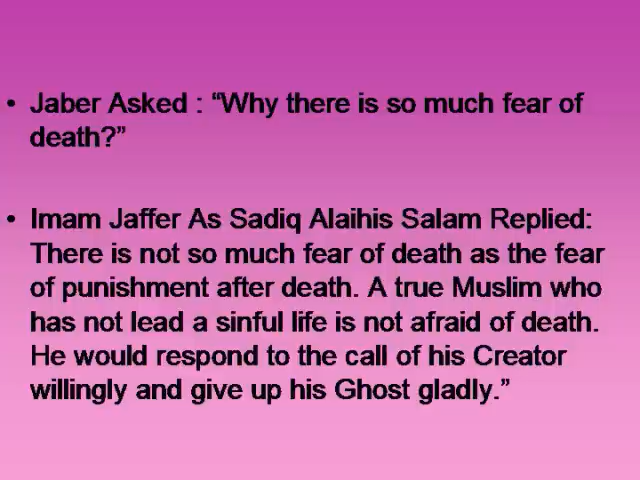 • Jaber Asked : “Why there is so much fear of
death?”
• Imam Jaffer As Sadiq Alaihis Salam Replied:
There is not so much fear of death as the fear
of punishment after death. A true Muslim who
has not lead a sinful life is not afraid of death.
He would respond to the call of his Creator
willingly and give up his Ghost gladly.”